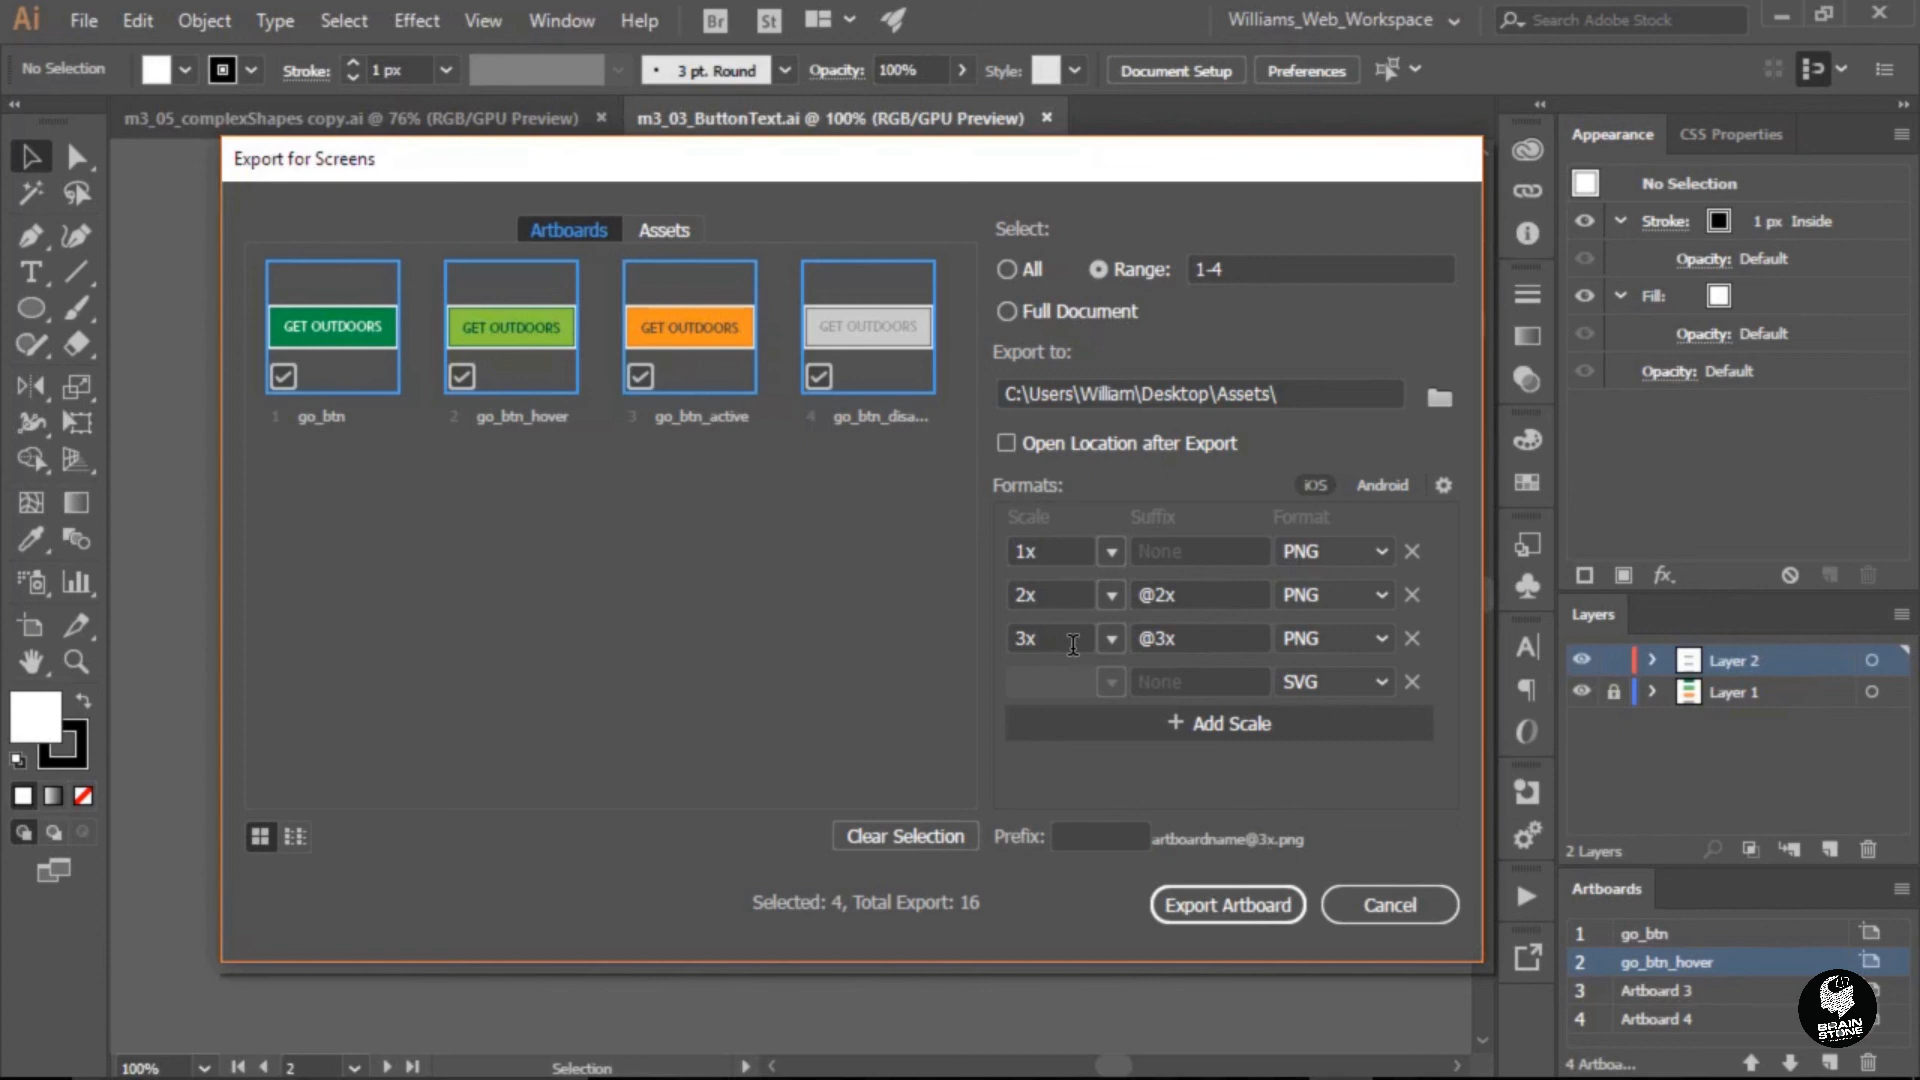 Ai File Edit Object Type Select Effect View Window Help Br St Williams_Web_Workspace Search Adobe Stock
No Selection Stroke: 1 px 3 pt. Round Opacity: 100% Style: Document Setup Preferences
m3_05_complexShapes copy.ai @ 76% (RGB/GPU Preview) × m3_03_ButtonText.ai @ 100% (RGB/GPU Preview) ×
Export for Screens
Artboards Assets
GET OUTDOORS GET OUTDOORS GET OUTDOORS GET OUTDOORS
1 go_btn 2 go_btn_hover 3 go_btn_active 4 go_btn_disa...
Select:
All Range: 1-4
Full Document
Export to:
C:\Users\William\Desktop\Assets\
Open Location after Export
Formats: iOS Android
Scale Suffix Format
1x None PNG
2x @2x PNG
3x @3x PNG
None SVG
+ Add Scale
Clear Selection Prefix: artboardname@3x.png
Selected: 4, Total Export: 16 Export Artboard Cancel
Appearance CSS Properties
No Selection
Stroke: 1 px Inside
Opacity: Default
Fill:
Opacity: Default
Opacity: Default
fx.
Layers
Layer 2
Layer 1
2 Layers
Artboards
1 go_btn
2 go_btn_hover
3 Artboard 3
4 Artboard 4
4 Artboa...
BRAIN
STONE
100% 2 Selection